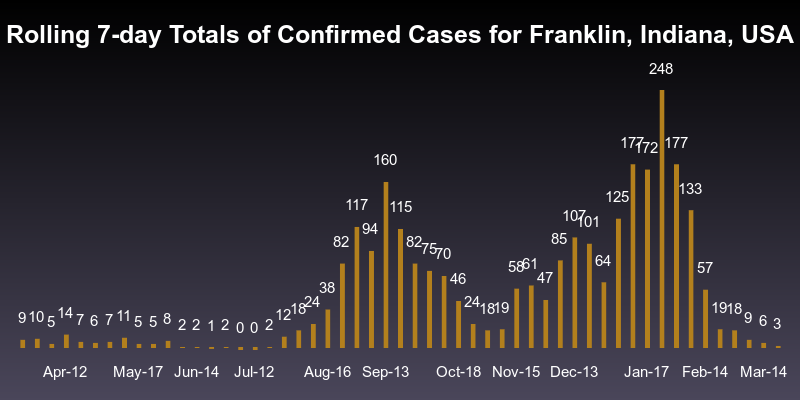 Rolling 7-day Totals of Confirmed Cases for Franklin, Indiana, USA
9 10 5 14 7 6 7 11 5 5 8 2 2 1 2 0 0 2 12 18 24 38 82 117 94 160 115 82 75 70 46 24 18 19 58 61 47 85 107 101 64 125 177 172 248 177 133 57 19 18 9 6 3
Apr-12 May-17 Jun-14 Jul-12 Aug-16 Sep-13 Oct-18 Nov-15 Dec-13 Jan-17 Feb-14 Mar-14